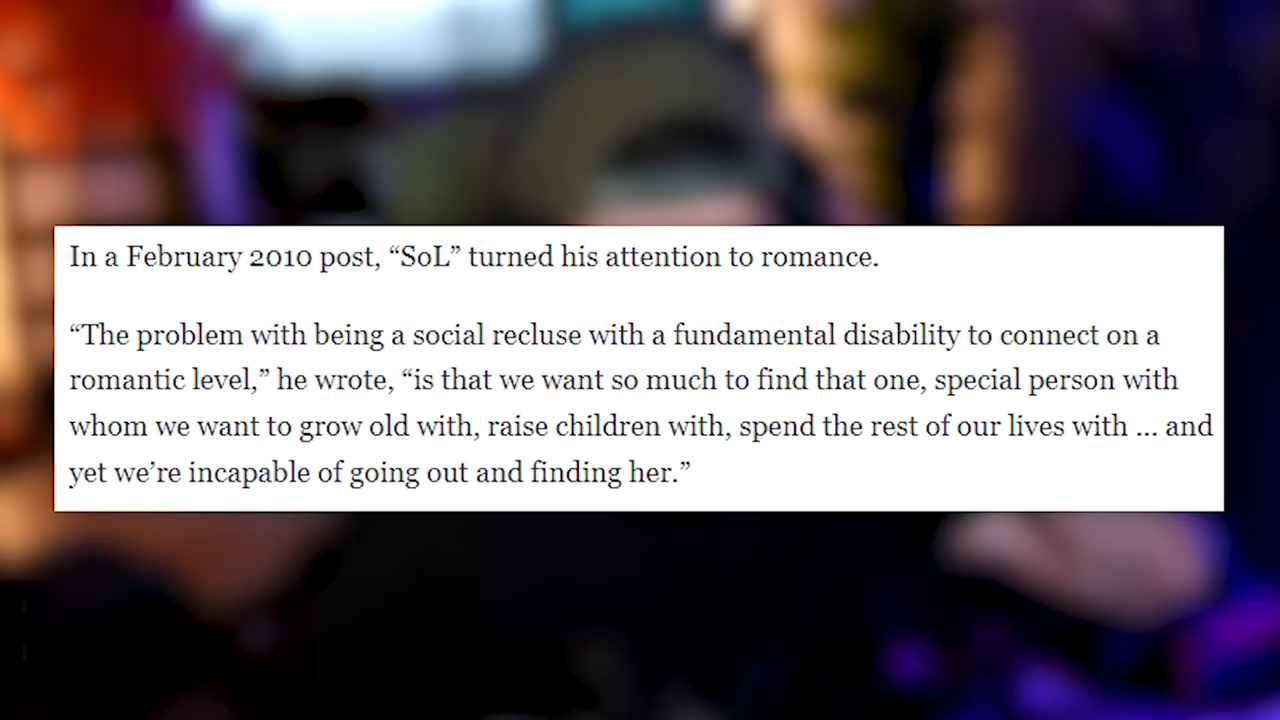 In a February 2010 post, “SoL” turned his attention to romance.
“The problem with being a social recluse with a fundamental disability to connect on a
romantic level,” he wrote, “is that we want so much to find that one, special person with
whom we want to grow old with, raise children with, spend the rest of our lives with ... and
yet we’re incapable of going out and finding her.”